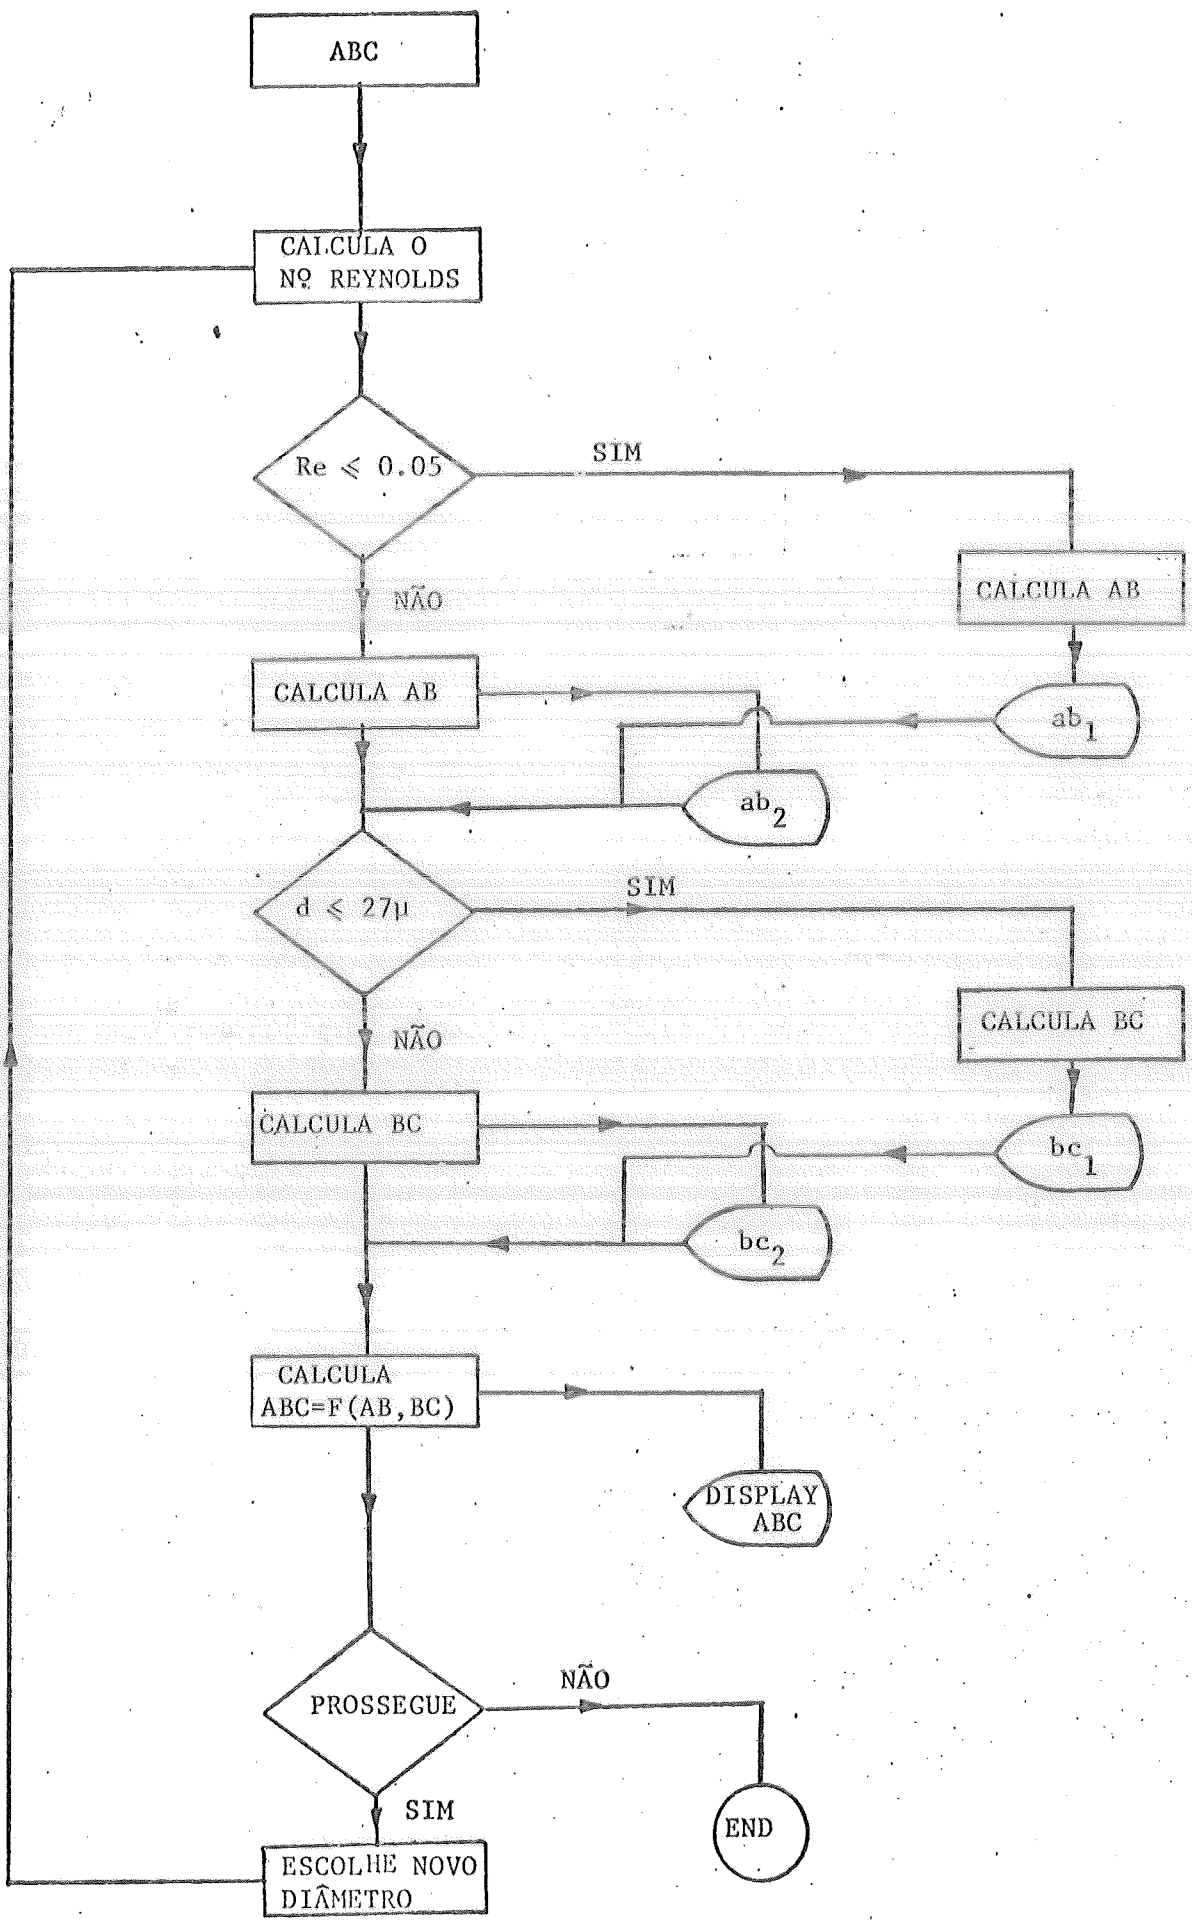 ABC
CALCULA O
Nº REYNOLDS
Re ⩽ 0.05
SIM
NÃO
CALCULA AB
CALCULA AB
ab1
ab2
d ⩽ 27μ
SIM
NÃO
CALCULA BC
CALCULA BC
bc1
bc2
CALCULA
ABC=F(AB,BC)
DISPLAY
ABC
PROSSEGUE
NÃO
SIM
END
ESCOLHE NOVO
DIÂMETRO